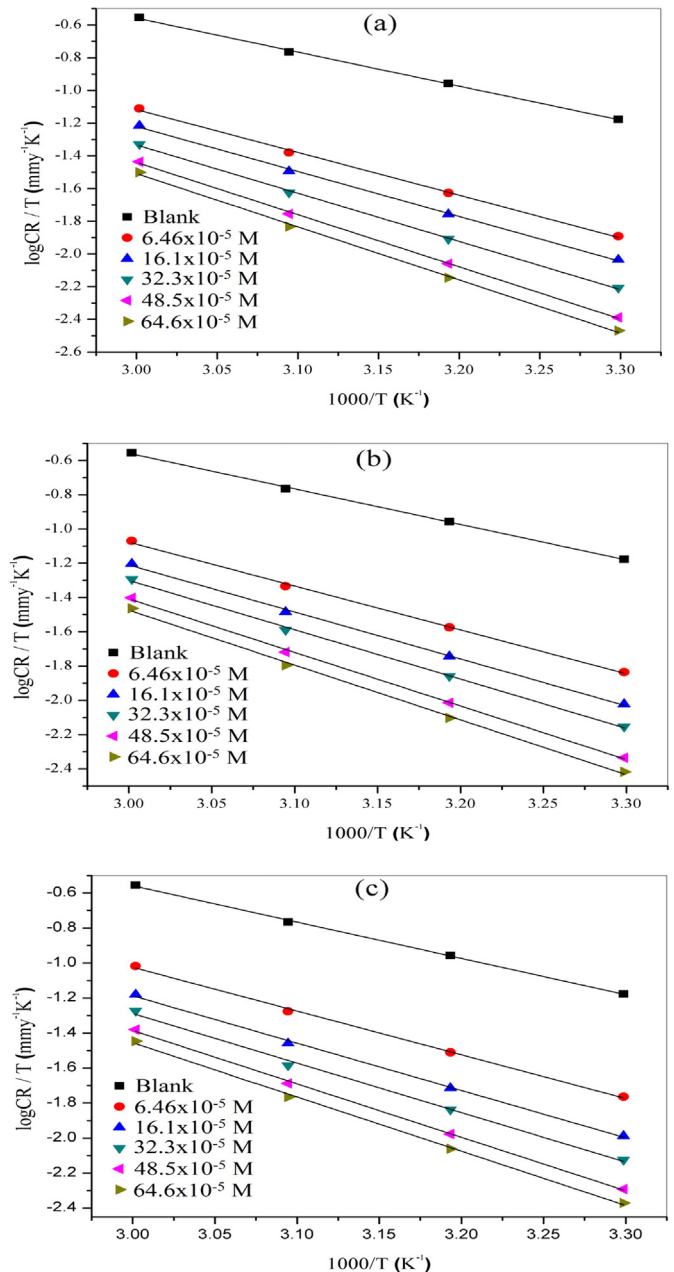 (a)
-0.6
-0.8
-1.0
-1.2
-1.4
-1.6
-1.8
-2.0
-2.2
-2.4
-2.6
logCR / T (mmy⁻¹K⁻¹)
Blank
6.46x10⁻⁵ M
16.1x10⁻⁵ M
32.3x10⁻⁵ M
48.5x10⁻⁵ M
64.6x10⁻⁵ M
3.00 3.05 3.10 3.15 3.20 3.25 3.30
1000/T (K⁻¹)
(b)
-0.6
-0.8
-1.0
-1.2
-1.4
-1.6
-1.8
-2.0
-2.2
-2.4
logCR / T (mmy⁻¹K⁻¹)
Blank
6.46x10⁻⁵ M
16.1x10⁻⁵ M
32.3x10⁻⁵ M
48.5x10⁻⁵ M
64.6x10⁻⁵ M
3.00 3.05 3.10 3.15 3.20 3.25 3.30
1000/T (K⁻¹)
(c)
-0.6
-0.8
-1.0
-1.2
-1.4
-1.6
-1.8
-2.0
-2.2
-2.4
logCR / T (mmy⁻¹K⁻¹)
Blank
6.46x10⁻⁵ M
16.1x10⁻⁵ M
32.3x10⁻⁵ M
48.5x10⁻⁵ M
64.6x10⁻⁵ M
3.00 3.05 3.10 3.15 3.20 3.25 3.30
1000/T (K⁻¹)